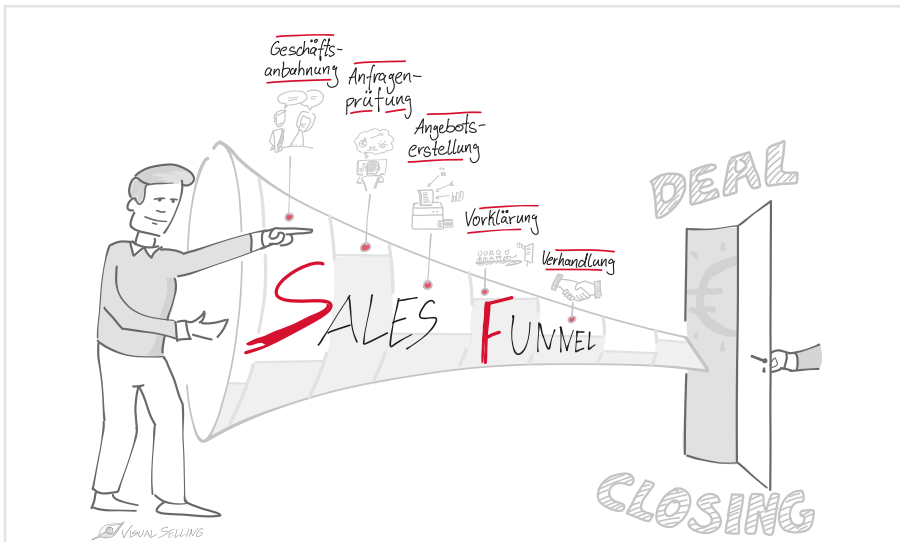 Geschäfts-
anbahnung
Anfragen-
prüfung
Angebots-
erstellung
Vorklärung
Verhandlung
SALES FUNNEL
DEAL
CLOSING
VISUAL SELLING